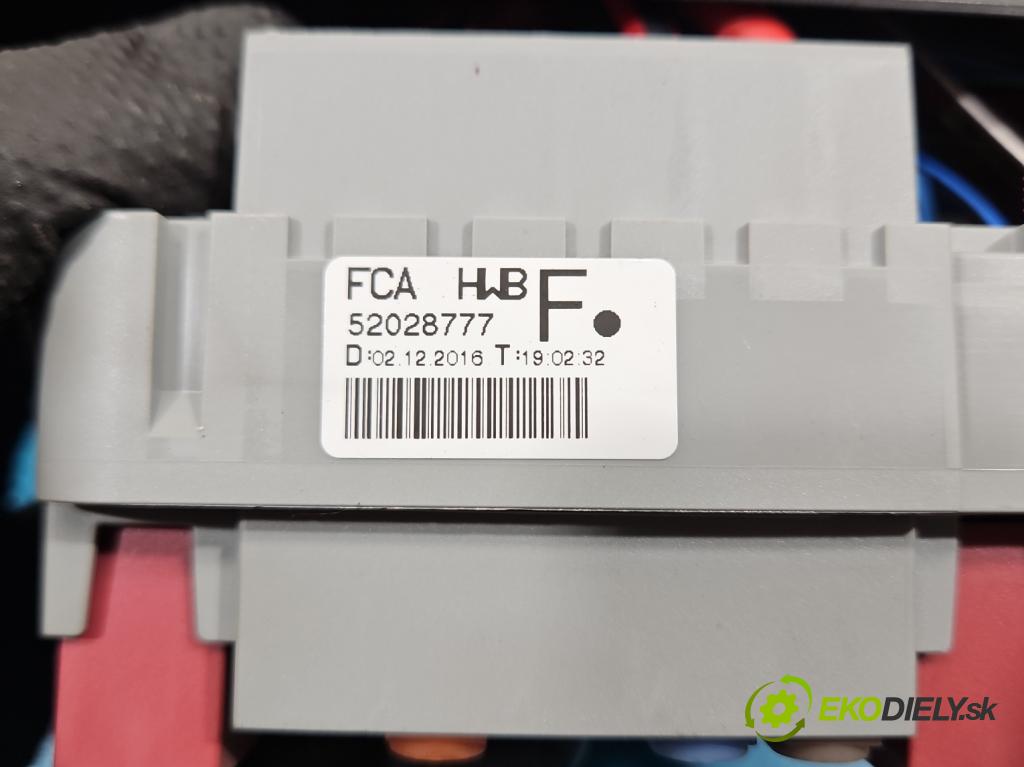 FCA HWB F.
52028777
D:02.12.2016 T:19:02:32
EKODIELY.sk